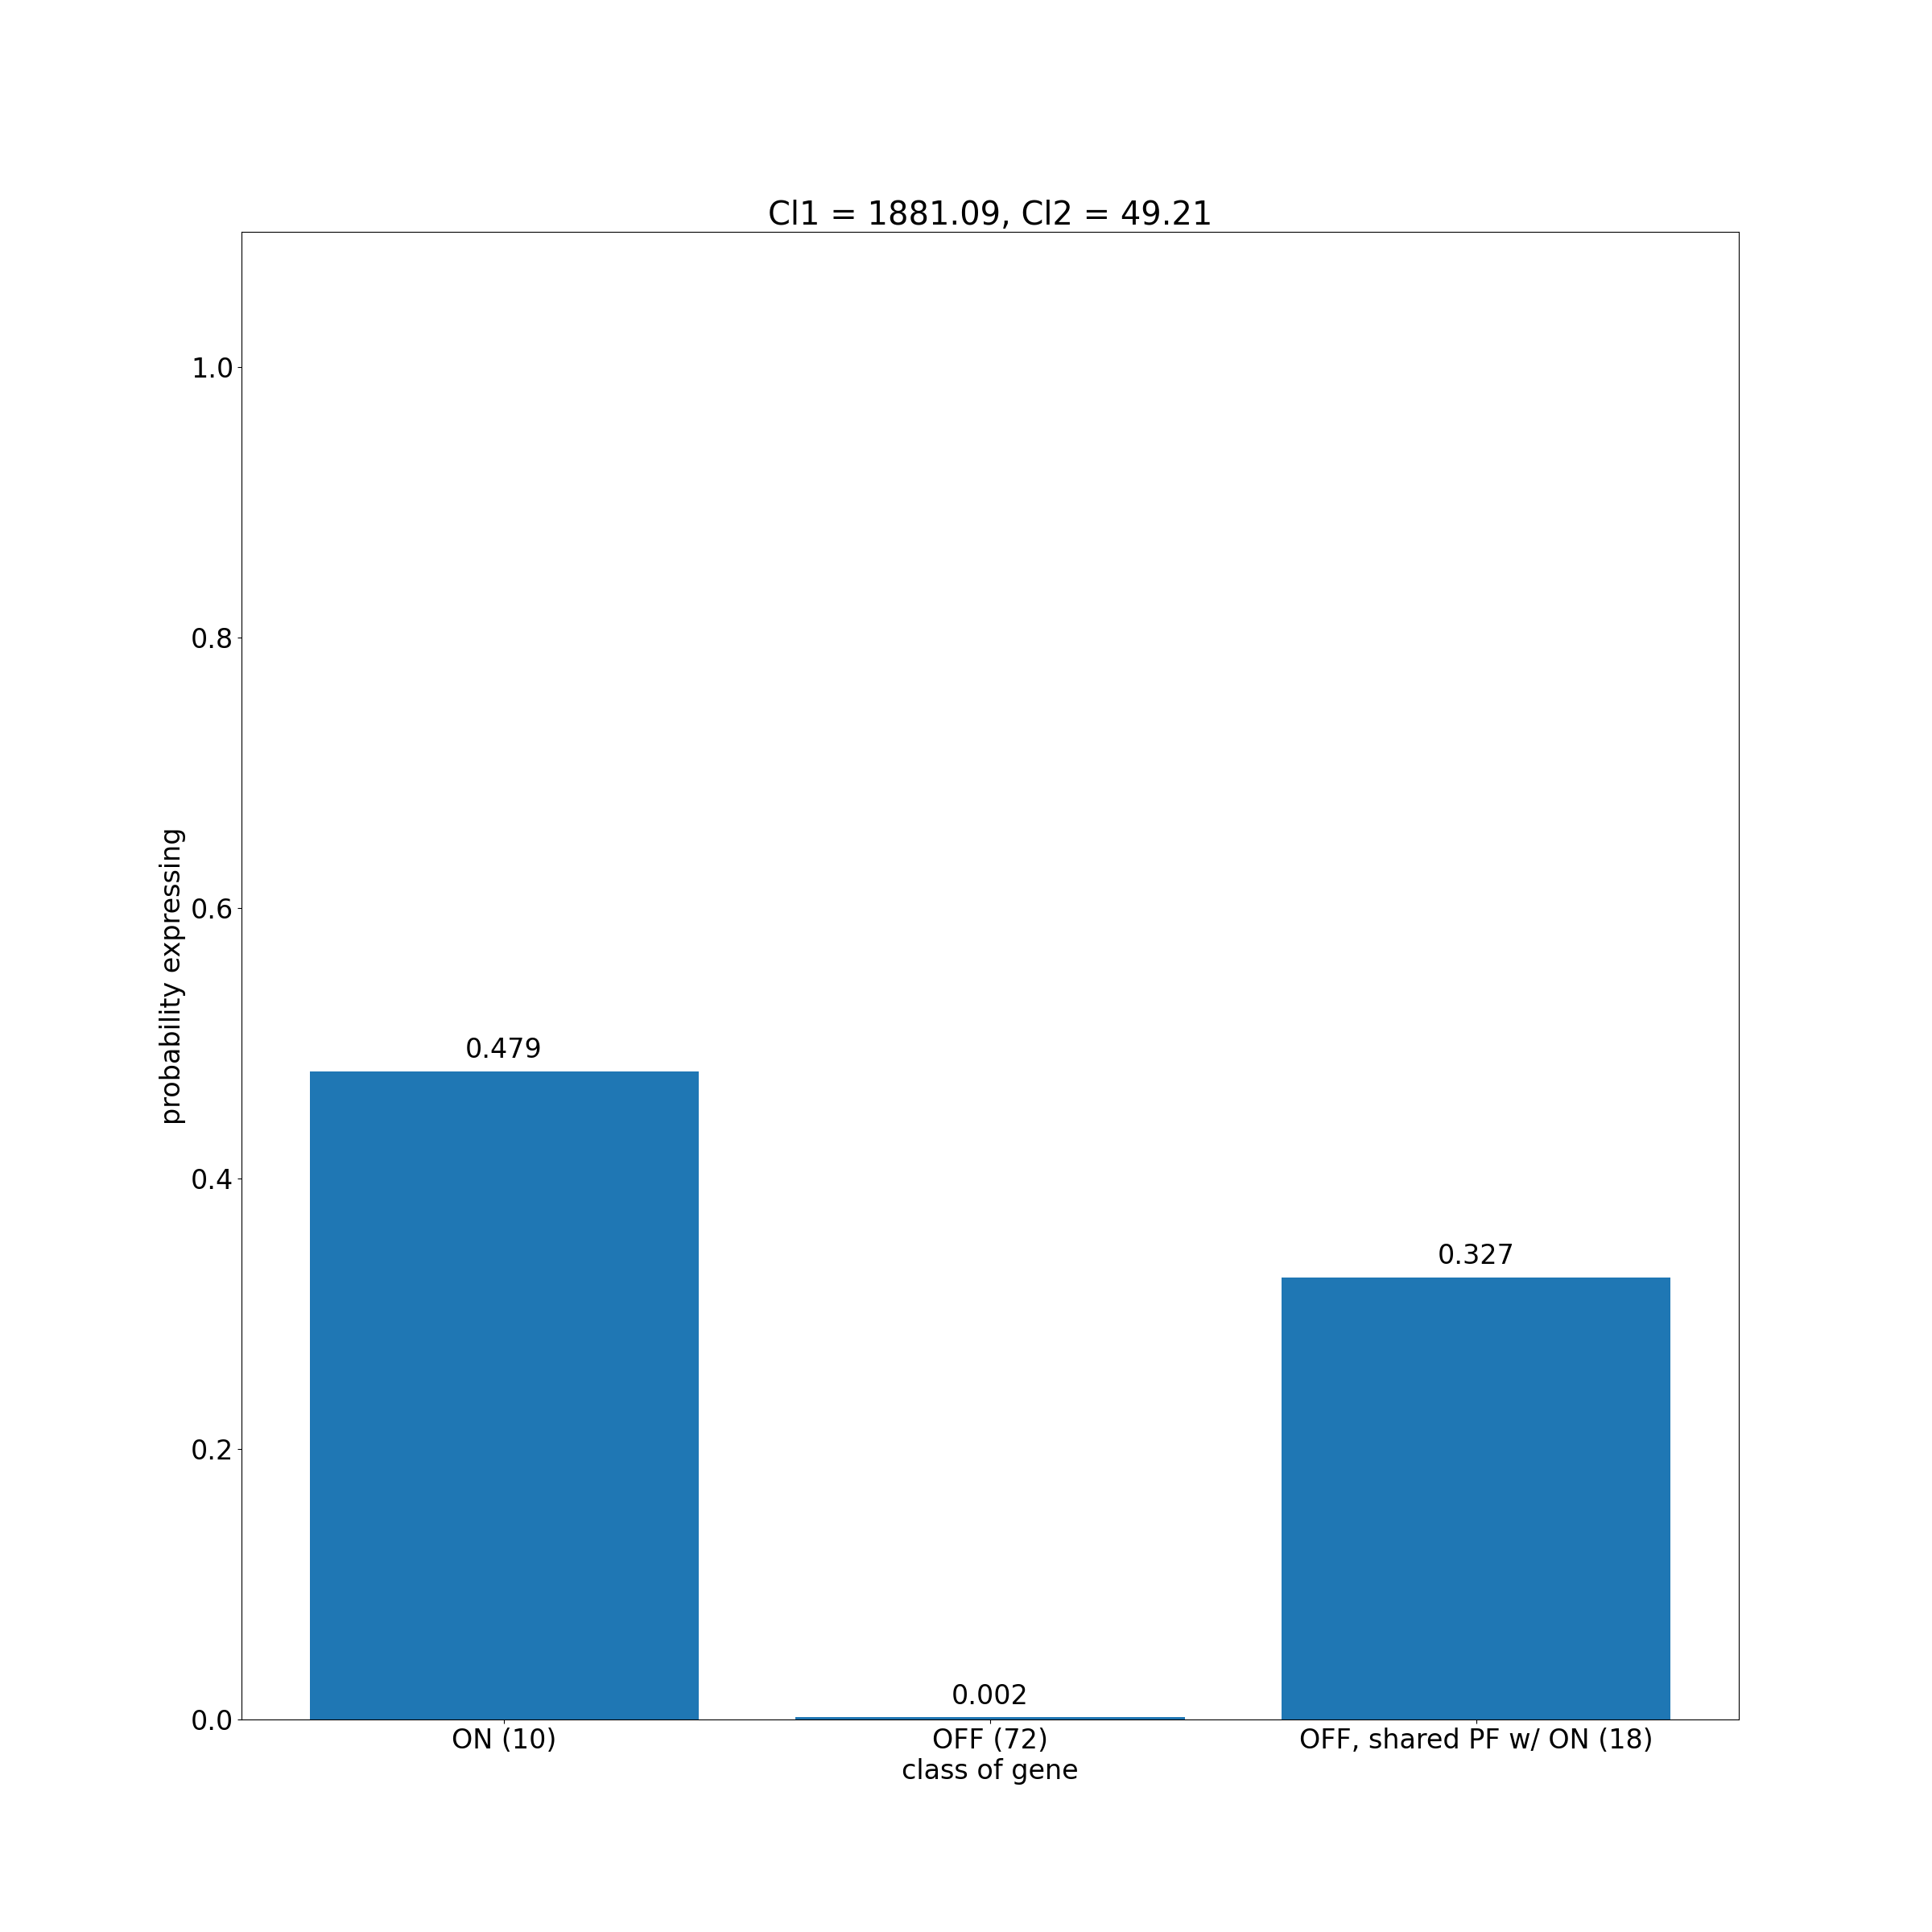 Cl1 = 1881.09, Cl2 = 49.21
1.0
0.8
0.6
0.4
0.2
0.0
probability expressing
0.479
0.002
0.327
ON (10)
OFF (72)
OFF, shared PF w/ ON (18)
class of gene